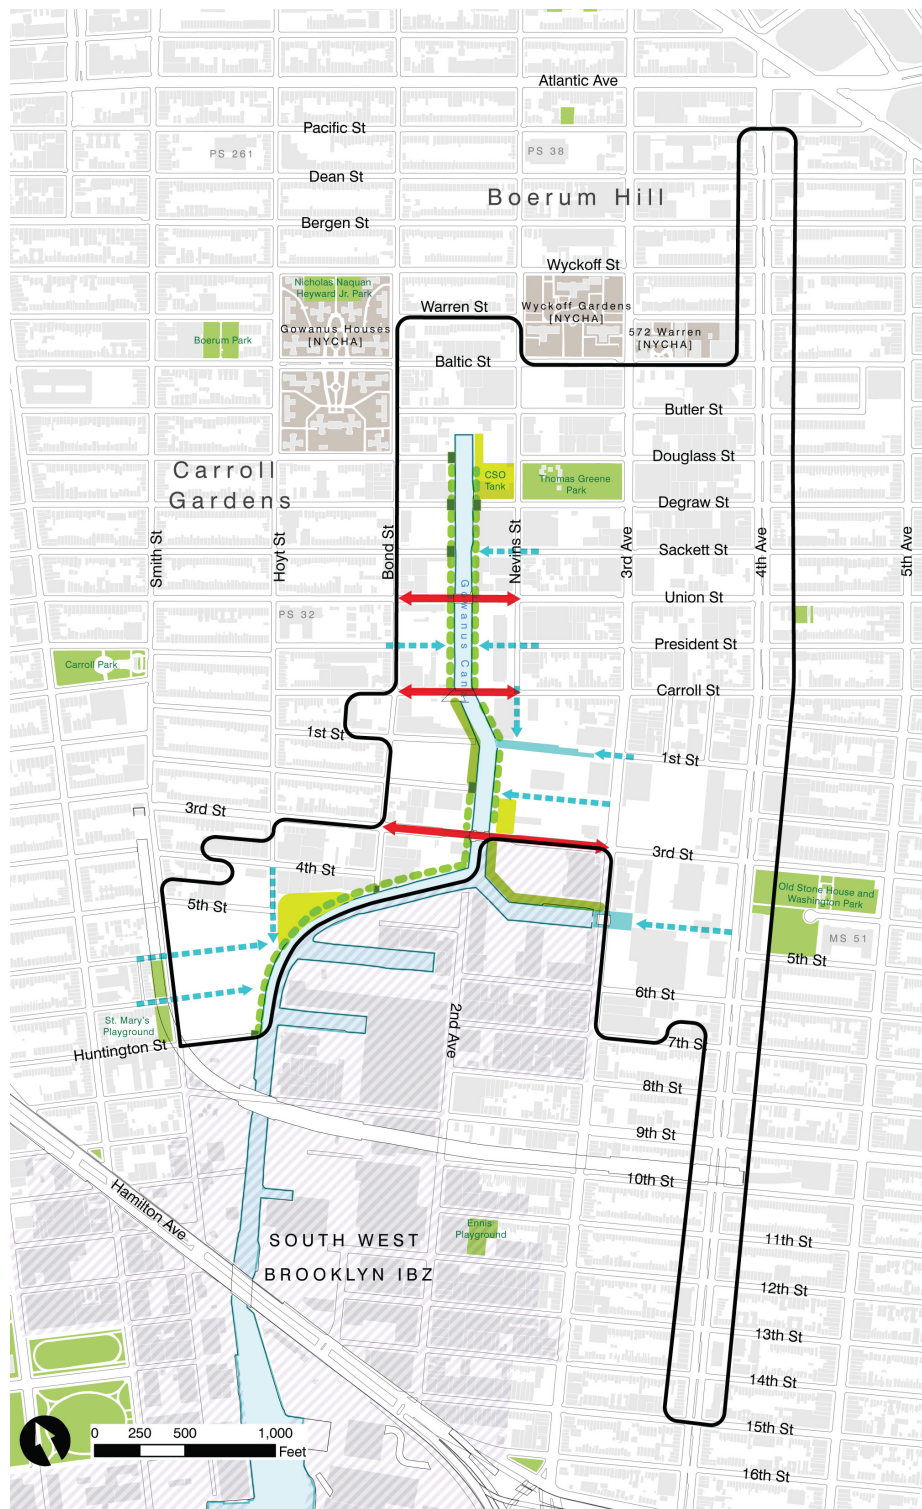 Atlantic Ave
Pacific St
PS 261
PS 38
Dean St
Boerum Hill
Bergen St
Wyckoff St
Nicholas Naquan
Heyward Jr. Park
Warren St
Wyckoff Gardens
[NYCHA]
Gowanus Houses
[NYCHA]
572 Warren
[NYCHA]
Boerum Park
Baltic St
Butler St
Douglass St
Carroll
Gardens
CSO
Tank
Thomas Greene
Park
Degraw St
Smith St
Hoyt St
Bond St
Nevins St
3rd Ave
4th Ave
5th Ave
Sackett St
Union St
Gowanus Canal
PS 32
President St
Carroll Park
Carroll St
1st St
1st St
3rd St
3rd St
4th St
5th St
Old Stone House and
Washington Park
MS 51
5th St
6th St
2nd Ave
St. Mary's
Playground
Huntington St
7th St
8th St
9th St
10th St
Hamilton Ave
Ennis
Playground
SOUTH WEST
BROOKLYN IBZ
11th St
12th St
13th St
14th St
15th St
16th St
0 250 500 1,000
Feet